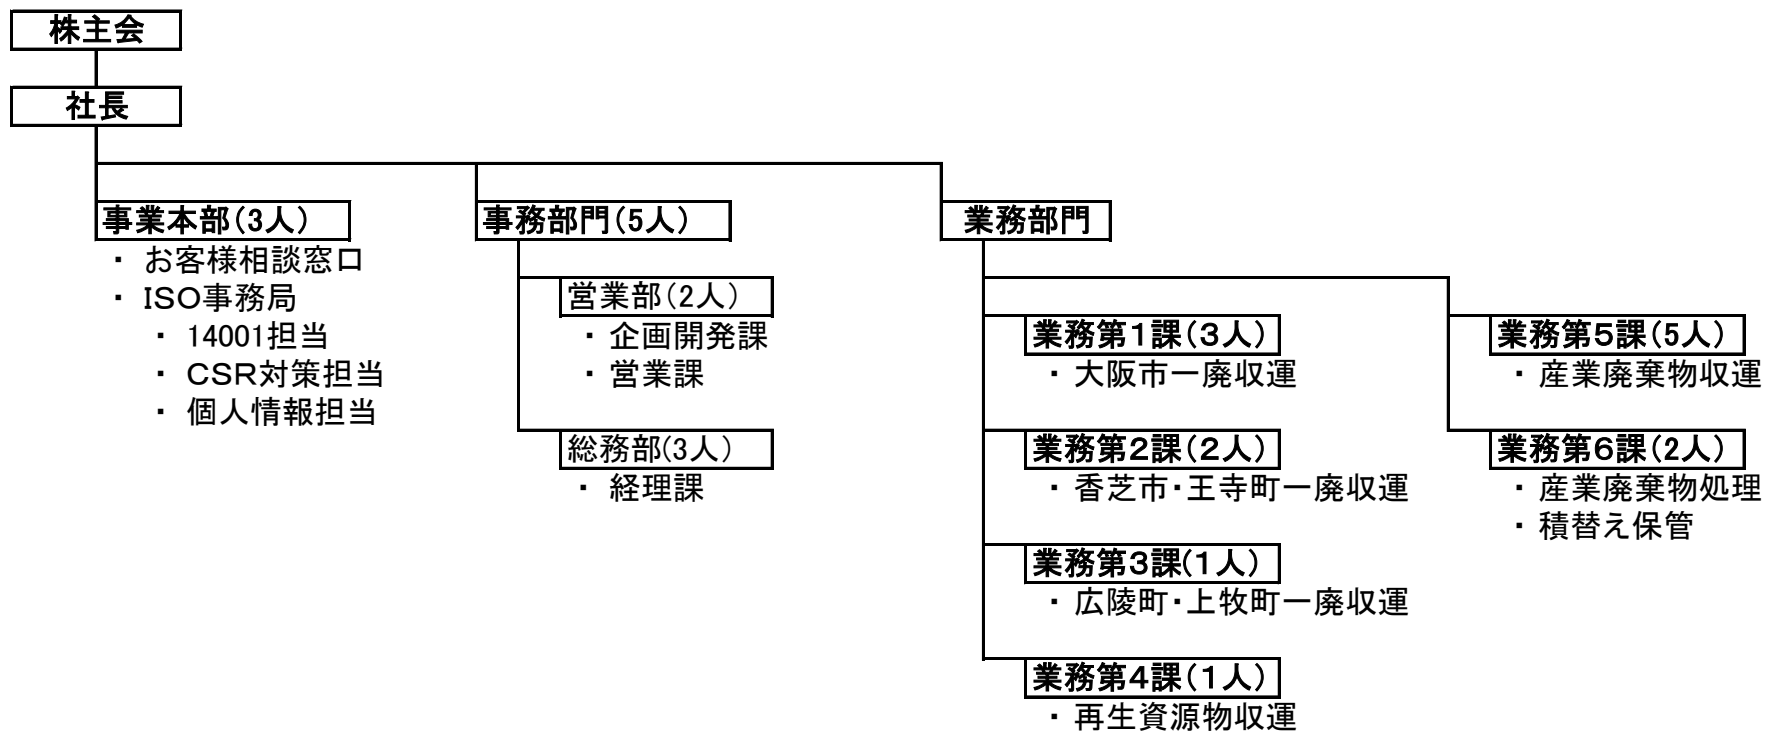 株主会
社長
事業本部(3人)
・ お客様相談窓口
・ ISO事務局
・ 14001担当
・ CSR対策担当
・ 個人情報担当
事務部門(5人)
営業部(2人)
・ 企画開発課
・ 営業課
総務部(3人)
・ 経理課
業務部門
業務第1課(3人)
・ 大阪市一廃収運
業務第2課(2人)
・ 香芝市・王寺町一廃収運
業務第3課(1人)
・ 広陵町・上牧町一廃収運
業務第4課(1人)
・ 再生資源物収運
業務第5課(5人)
・ 産業廃棄物収運
業務第6課(2人)
・ 産業廃棄物処理
・ 積替え保管